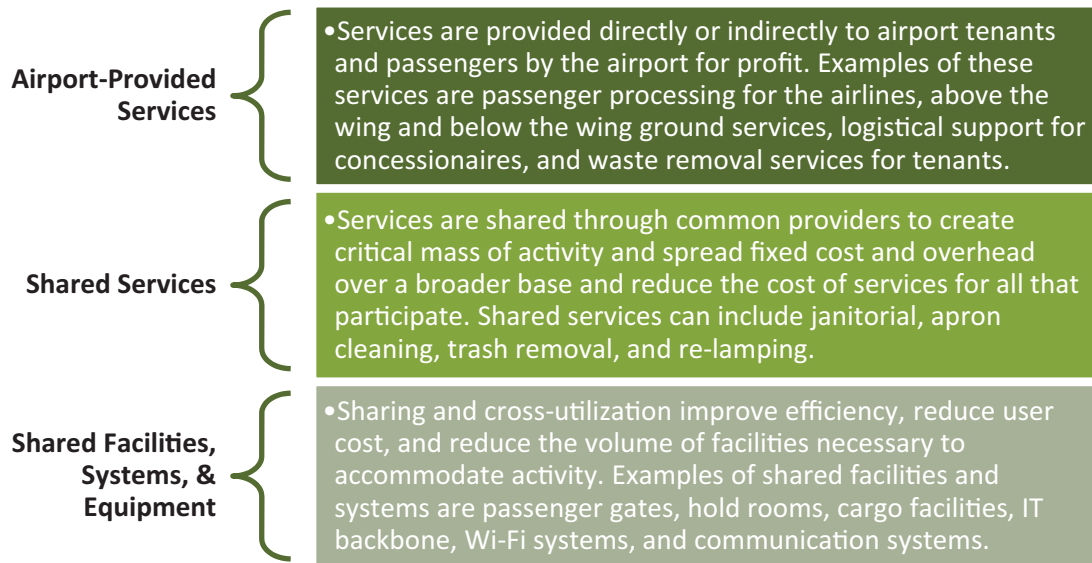 Airport-Provided
Services
•Services are provided directly or indirectly to airport tenants
and passengers by the airport for profit. Examples of these
services are passenger processing for the airlines, above the
wing and below the wing ground services, logistical support for
concessionaires, and waste removal services for tenants.
Shared Services
•Services are shared through common providers to create
critical mass of activity and spread fixed cost and overhead
over a broader base and reduce the cost of services for all that
participate. Shared services can include janitorial, apron
cleaning, trash removal, and re-lamping.
Shared Facilities,
Systems, &
Equipment
•Sharing and cross-utilization improve efficiency, reduce user
cost, and reduce the volume of facilities necessary to
accommodate activity. Examples of shared facilities and
systems are passenger gates, hold rooms, cargo facilities, IT
backbone, Wi-Fi systems, and communication systems.